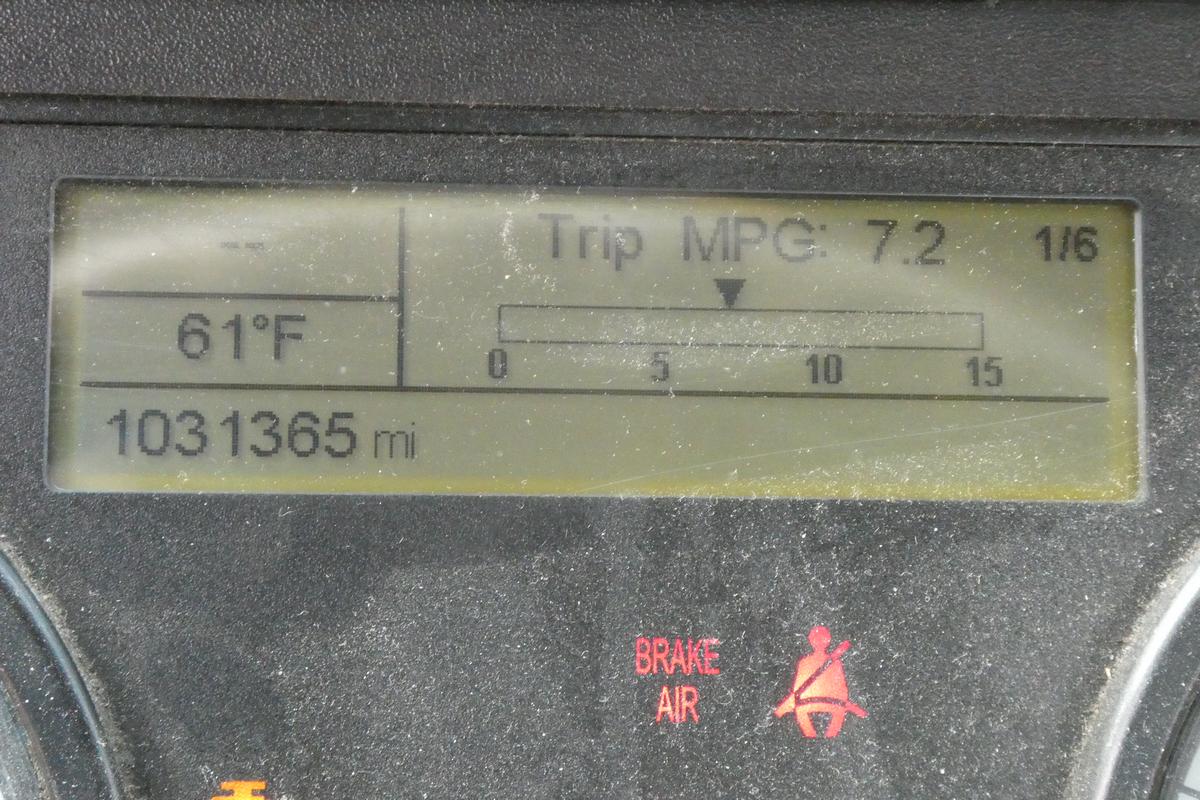 Trip MPG: 7.2 1/6
61°F
0 5 10 15
1031365 mi
BRAKE
AIR